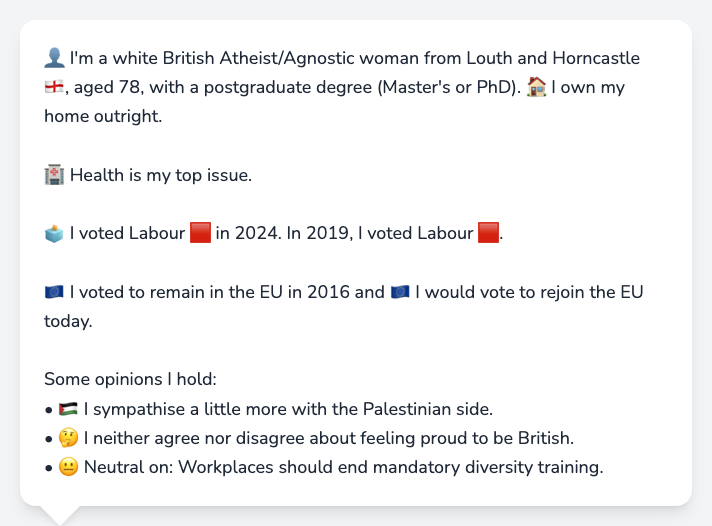 👤 I'm a white British Atheist/Agnostic woman from Louth and Horncastle
🏴󠁧󠁢󠁥󠁮󠁧󠁿, aged 78, with a postgraduate degree (Master's or PhD). 🏠 I own my
home outright.
🏥 Health is my top issue.
🗳️ I voted Labour 🟥 in 2024. In 2019, I voted Labour 🟥.
🇪🇺 I voted to remain in the EU in 2016 and 🇪🇺 I would vote to rejoin the EU
today.
Some opinions I hold:
• 🇵🇸 I sympathise a little more with the Palestinian side.
• 🤔 I neither agree nor disagree about feeling proud to be British.
• 😐 Neutral on: Workplaces should end mandatory diversity training.